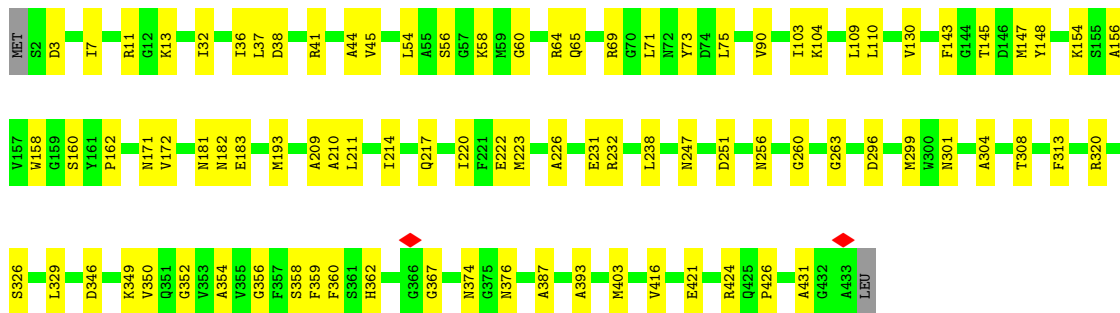 MET S2 D3 I7 R11 G12 K13 I32 I36 L37 D38 R41 A44 V45 L54 A55 S56 G57 K58 M59 G60 R64 Q65 R69 G70 L71 N72 Y73 D74 L75 V90 I103 K104 L109 L110 V130 F143 G144 T145 D146 M147 Y148 K154 S155 A156
V157 W158 G159 S160 Y161 P162 N171 V172 N181 N182 E183 M193 A209 A210 L211 I214 Q217 I220 F221 E222 M223 A226 E231 R232 L238 N247 D251 N256 G260 G263 D296 M299 W300 N301 A304 T308 F313 R320
S326 L329 D346 K349 V350 Q351 G352 V353 A354 V355 G356 F357 S358 F359 F360 S361 H362 G366 G367 N374 G375 N376 A387 A393 M403 V416 E421 R424 Q425 P426 A431 G432 A433 LEU